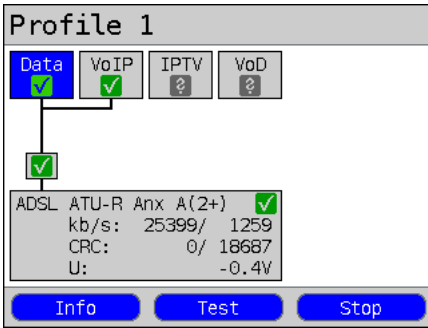 Profile 1
Data VoIP IPTV VoD
? ?
ADSL ATU-R Anx A(2+)
kb/s: 25399/ 1259
CRC: 0/ 18687
U: -0.4V
Info Test Stop